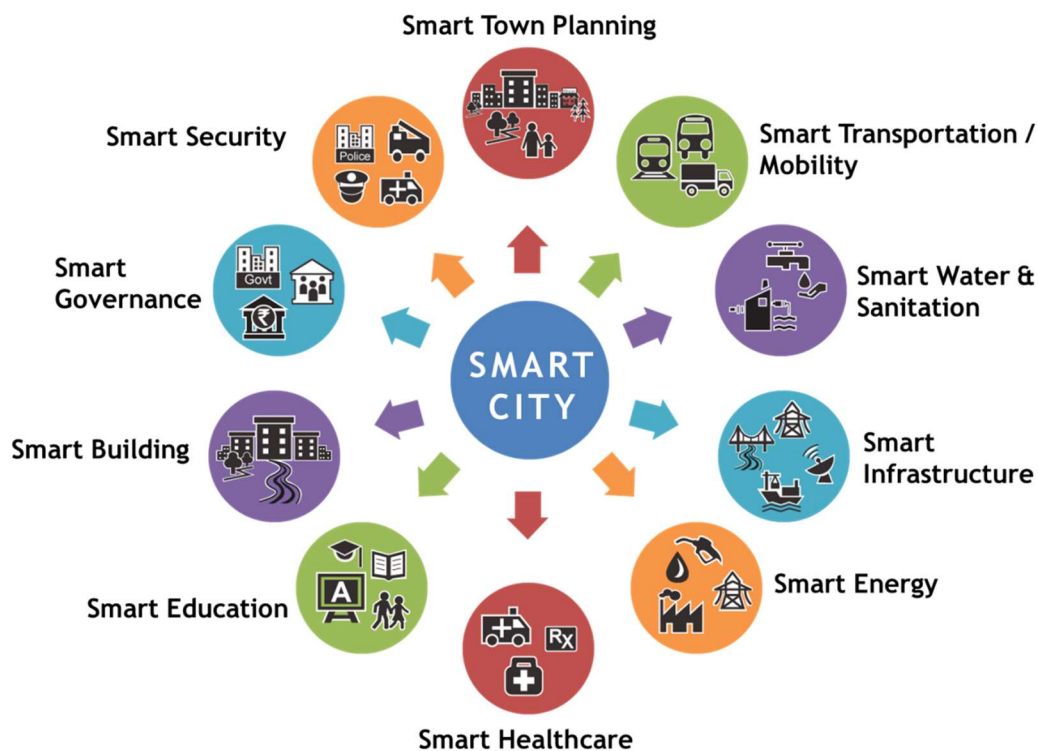 Smart Town Planning
Smart Transportation /
Mobility
Smart Water &
Sanitation
Smart
Infrastructure
Smart Energy
Smart Healthcare
Smart Education
Smart Building
Smart
Governance
Smart Security
SMART
CITY
Police
Govt
₹
A
Rx